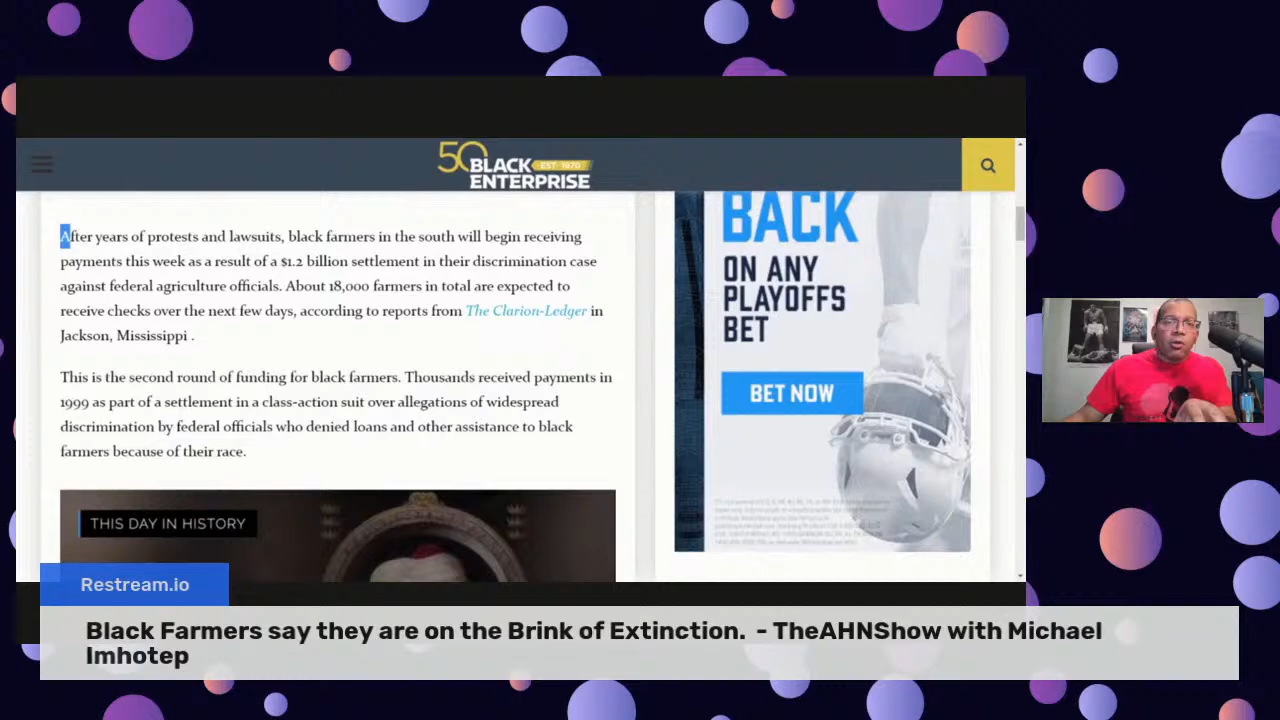 50 BLACK EST. 1970
ENTERPRISE
After years of protests and lawsuits, black farmers in the south will begin receiving
payments this week as a result of a $1.2 billion settlement in their discrimination case
against federal agriculture officials. About 18,000 farmers in total are expected to
receive checks over the next few days, according to reports from The Clarion-Ledger in
Jackson, Mississippi .
This is the second round of funding for black farmers. Thousands received payments in
1999 as part of a settlement in a class-action suit over allegations of widespread
discrimination by federal officials who denied loans and other assistance to black
farmers because of their race.
THIS DAY IN HISTORY
BACK
ON ANY
PLAYOFFS
BET
BET NOW
Restream.io
Black Farmers say they are on the Brink of Extinction. - TheAHNShow with Michael
Imhotep